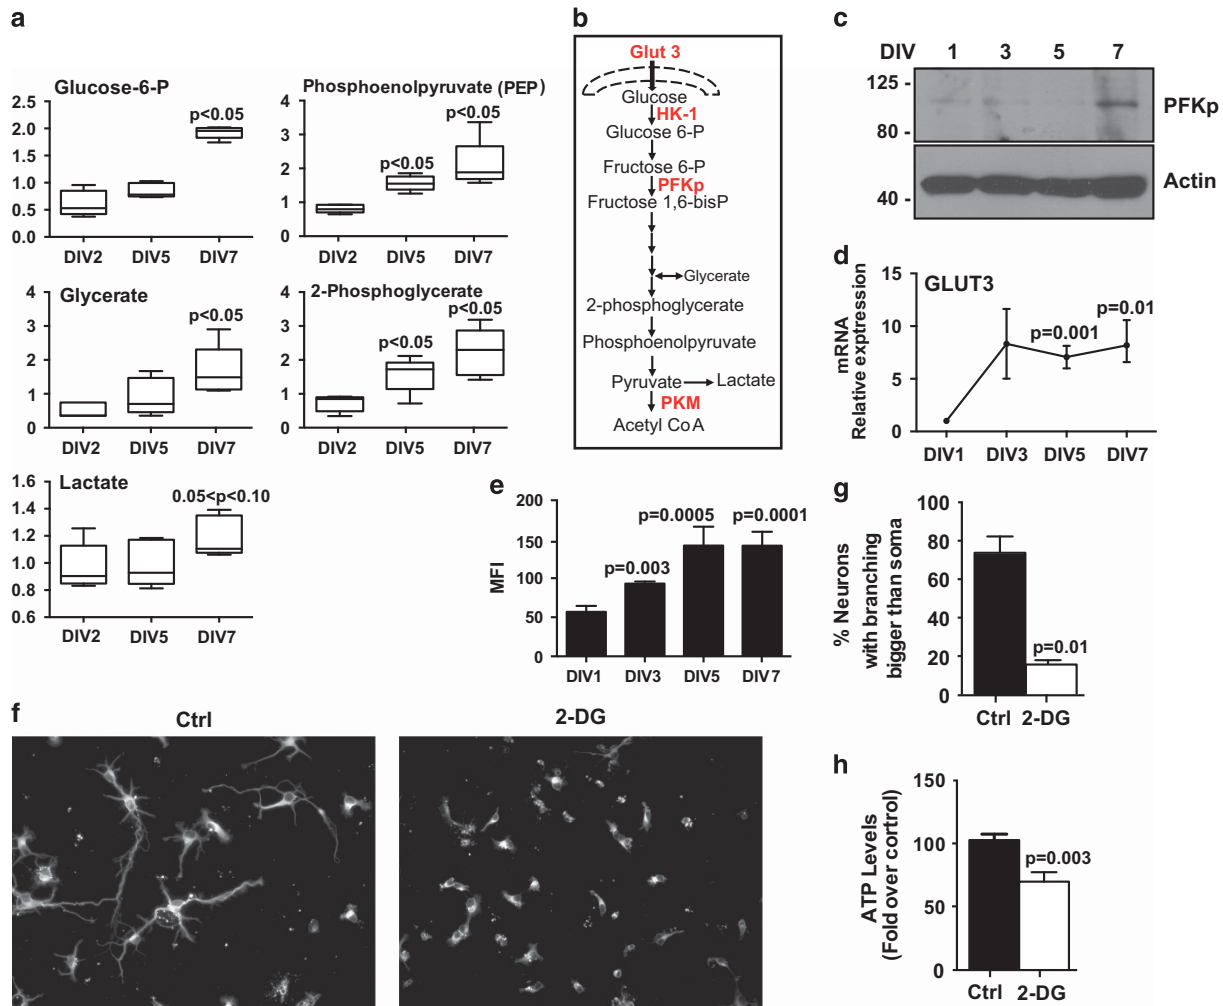 a
Glucose-6-P
2.5
2.0
1.5
1.0
0.5
0.0
p<0.05
DIV2 DIV5 DIV7
Phosphoenolpyruvate (PEP)
4
3
2
1
0
p<0.05
p<0.05
DIV2 DIV5 DIV7
Glycerate
4
3
2
1
0
p<0.05
DIV2 DIV5 DIV7
2-Phosphoglycerate
4
3
2
1
0
p<0.05
p<0.05
DIV2 DIV5 DIV7
Lactate
1.6
1.4
1.2
1.0
0.8
0.6
0.05<p<0.10
DIV2 DIV5 DIV7
b
Glut 3
Glucose
HK-1
Glucose 6-P
Fructose 6-P
PFKp
Fructose 1,6-bisP
Glycerate
2-phosphoglycerate
Phosphoenolpyruvate
Pyruvate Lactate
PKM
Acetyl CoA
c
DIV 1 3 5 7
125 -
80 -
PFKp
40 -
Actin
d
GLUT3
mRNA
Relative exptression
15
10
5
0
p=0.001
p=0.01
DIV1 DIV3 DIV5 DIV7
e
MFI
200
150
100
50
0
p=0.003
p=0.0005
p=0.0001
DIV1 DIV3 DIV5 DIV7
f
Ctrl 2-DG
g
% Neurons
with branching
bigger than soma
100
80
60
40
20
0
p=0.01
Ctrl 2-DG
h
ATP Levels
(Fold over control)
150
100
50
0
p=0.003
Ctrl 2-DG